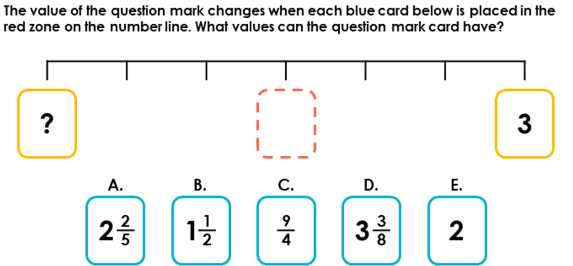 The value of the question mark changes when each blue card below is placed in the
red zone on the number line. What values can the question mark card have?
? 3
A. B. C. D. E.
2 2/5 1 1/2 9/4 3 3/8 2